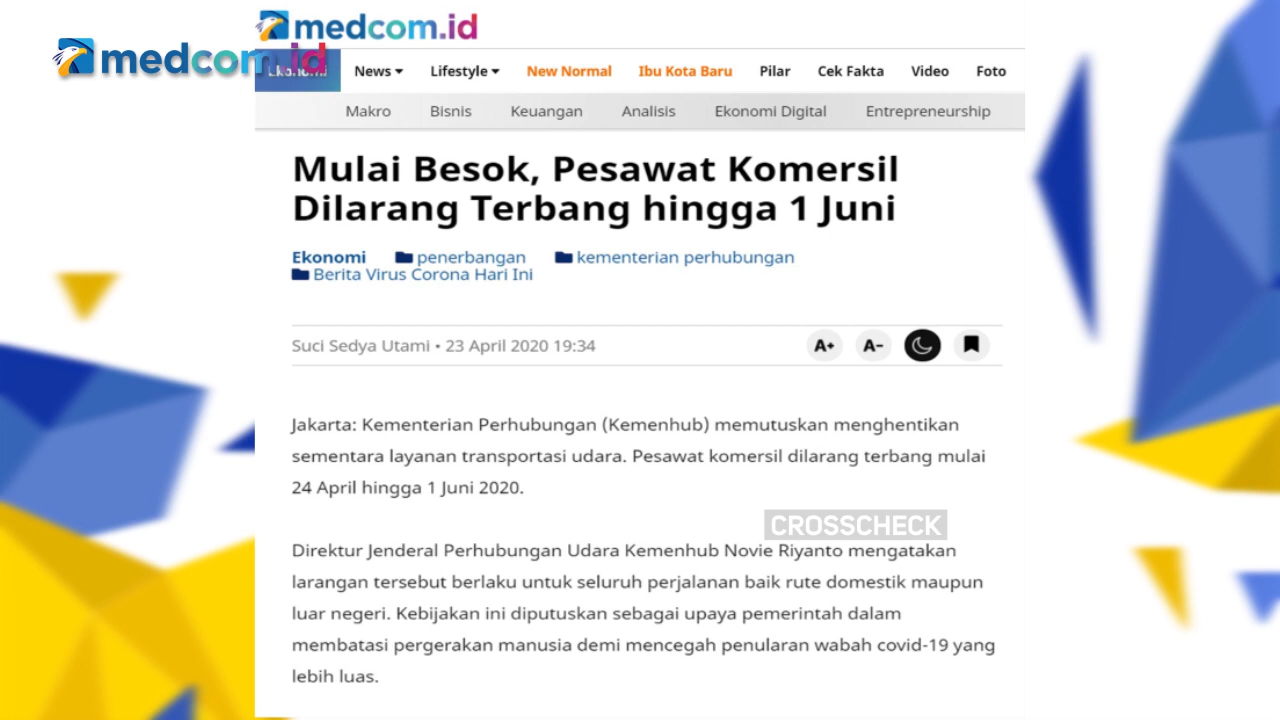 medcom.id
medcom.id
Ekonomi News Lifestyle New Normal Ibu Kota Baru Pilar Cek Fakta Video Foto
Makro Bisnis Keuangan Analisis Ekonomi Digital Entrepreneurship
Mulai Besok, Pesawat Komersil
Dilarang Terbang hingga 1 Juni
Ekonomi penerbangan kementerian perhubungan
Berita Virus Corona Hari Ini
Suci Sedya Utami • 23 April 2020 19:34 A+ A-
Jakarta: Kementerian Perhubungan (Kemenhub) memutuskan menghentikan
sementara layanan transportasi udara. Pesawat komersil dilarang terbang mulai
24 April hingga 1 Juni 2020.
CROSSCHECK
Direktur Jenderal Perhubungan Udara Kemenhub Novie Riyanto mengatakan
larangan tersebut berlaku untuk seluruh perjalanan baik rute domestik maupun
luar negeri. Kebijakan ini diputuskan sebagai upaya pemerintah dalam
membatasi pergerakan manusia demi mencegah penularan wabah covid-19 yang
lebih luas.